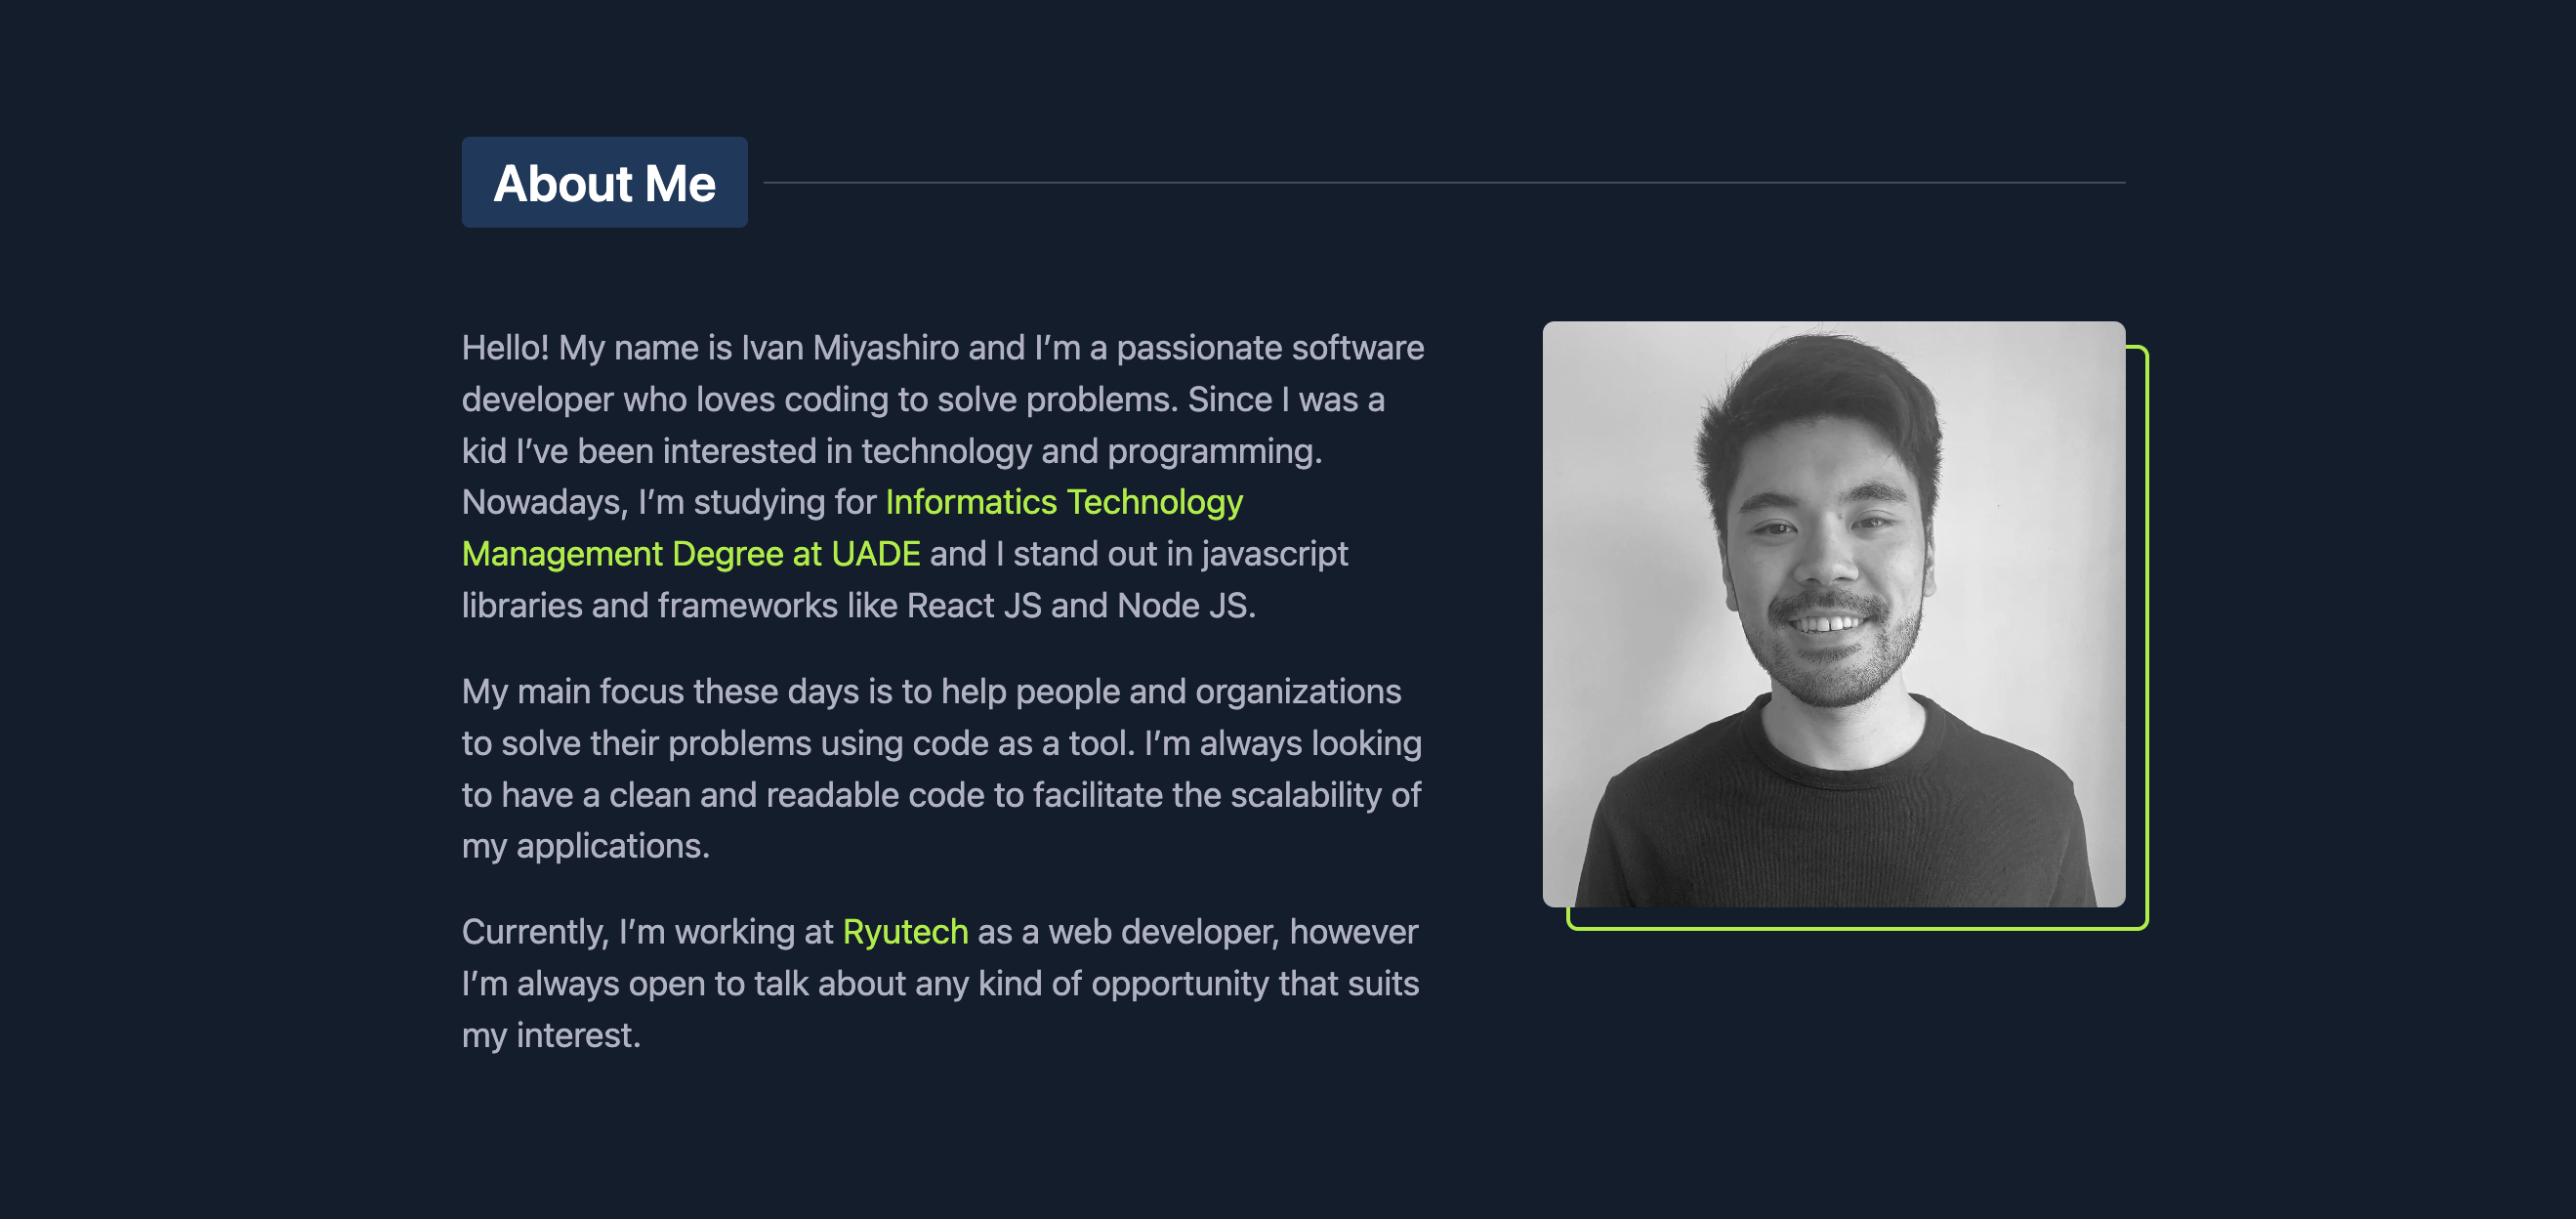 About Me
Hello! My name is Ivan Miyashiro and I’m a passionate software
developer who loves coding to solve problems. Since I was a
kid I’ve been interested in technology and programming.
Nowadays, I’m studying for Informatics Technology
Management Degree at UADE and I stand out in javascript
libraries and frameworks like React JS and Node JS.
My main focus these days is to help people and organizations
to solve their problems using code as a tool. I’m always looking
to have a clean and readable code to facilitate the scalability of
my applications.
Currently, I’m working at Ryutech as a web developer, however
I’m always open to talk about any kind of opportunity that suits
my interest.